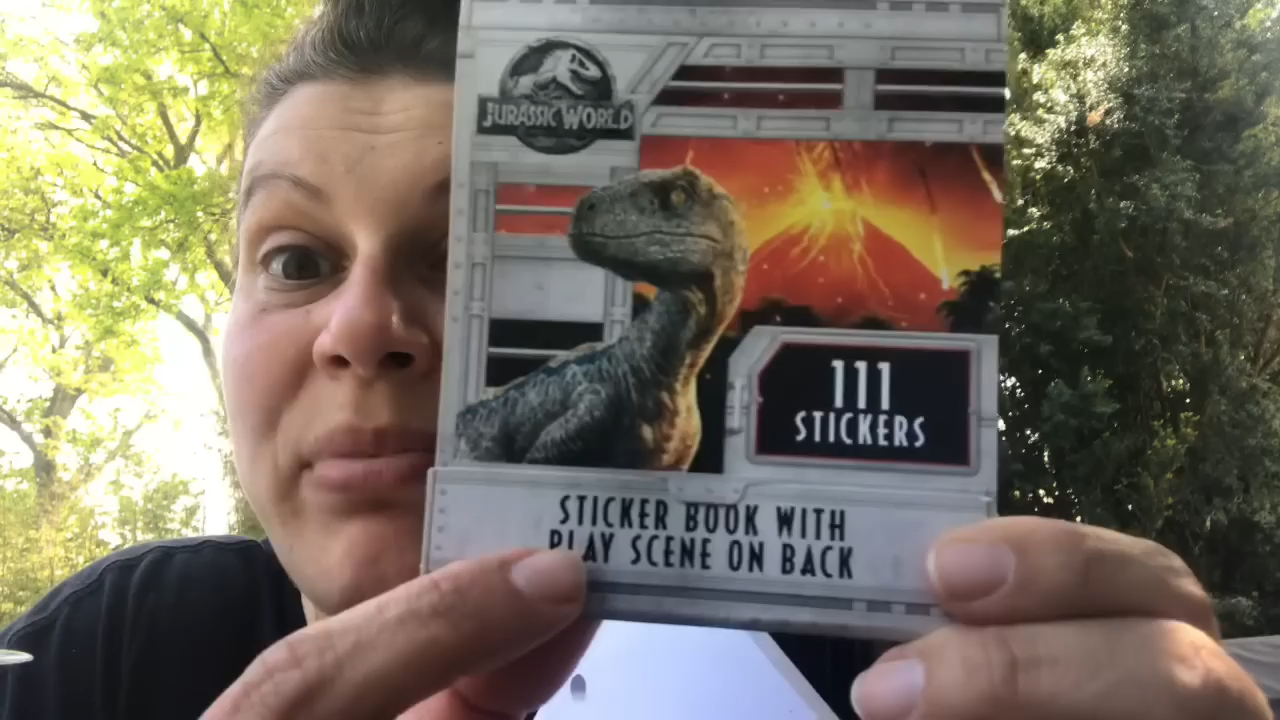 JURASSIC WORLD
111
STICKERS
STICKER BOOK WITH
PLAY SCENE ON BACK